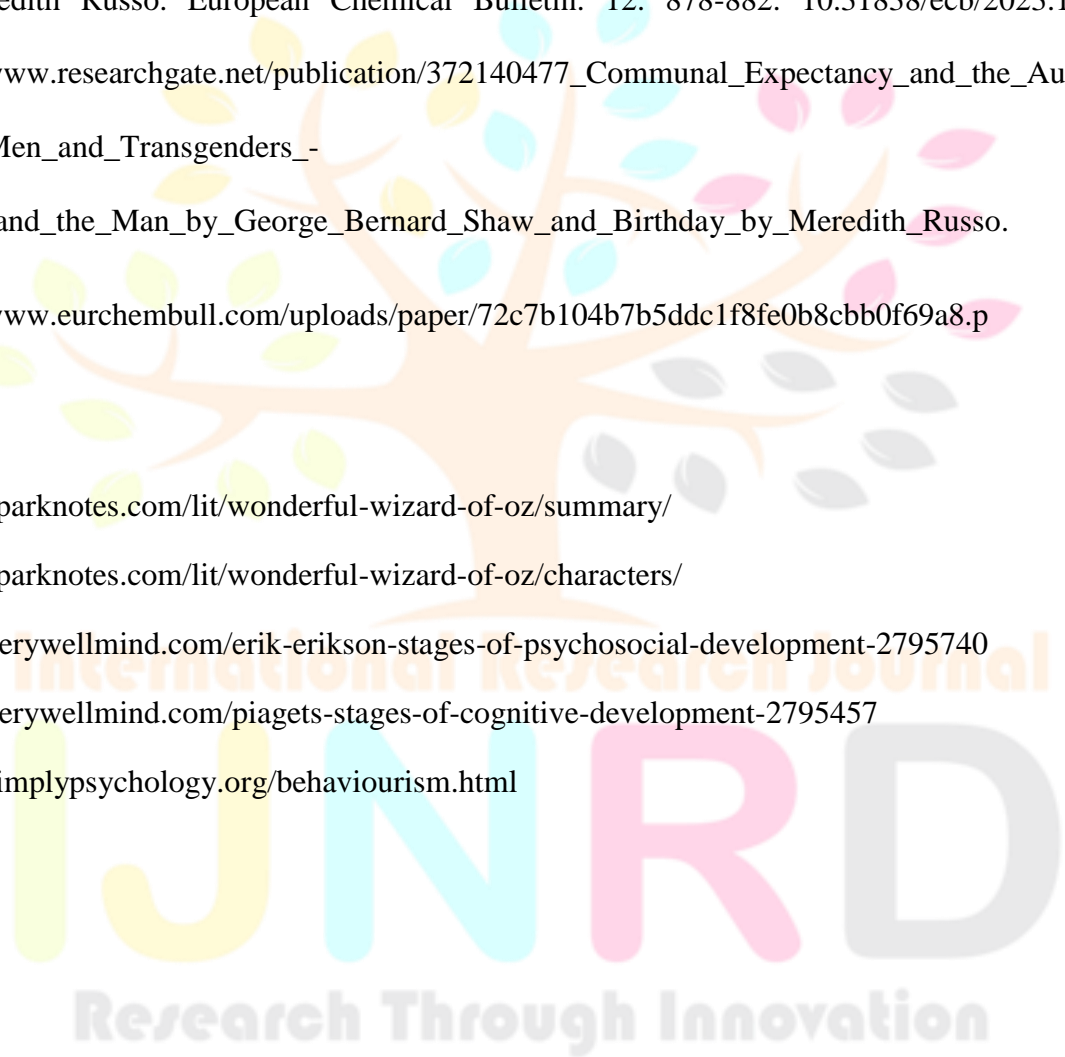 edith Russo. European Chemical Bulletin. 12. 878-882. 10.31838/ecb/2023.1
www.researchgate.net/publication/372140477_Communal_Expectancy_and_the_Au
Men_and_Transgenders_-
and_the_Man_by_George_Bernard_Shaw_and_Birthday_by_Meredith_Russo.
www.eurchembull.com/uploads/paper/72c7b104b7b5ddc1f8fe0b8cbb0f69a8.p
parknotes.com/lit/wonderful-wizard-of-oz/summary/
parknotes.com/lit/wonderful-wizard-of-oz/characters/
erywellmind.com/erik-erikson-stages-of-psychosocial-development-2795740
International Research Journal
erywellmind.com/piagets-stages-of-cognitive-development-2795457
implypsychology.org/behaviourism.html
IJNRD
Research Through Innovation